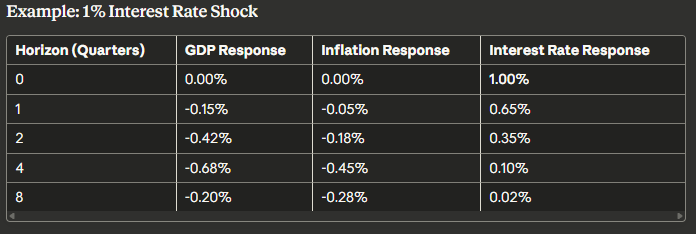 Example: 1% Interest Rate Shock
Horizon (Quarters) GDP Response Inflation Response Interest Rate Response
0 0.00% 0.00% 1.00%
1 -0.15% -0.05% 0.65%
2 -0.42% -0.18% 0.35%
4 -0.68% -0.45% 0.10%
8 -0.20% -0.28% 0.02%